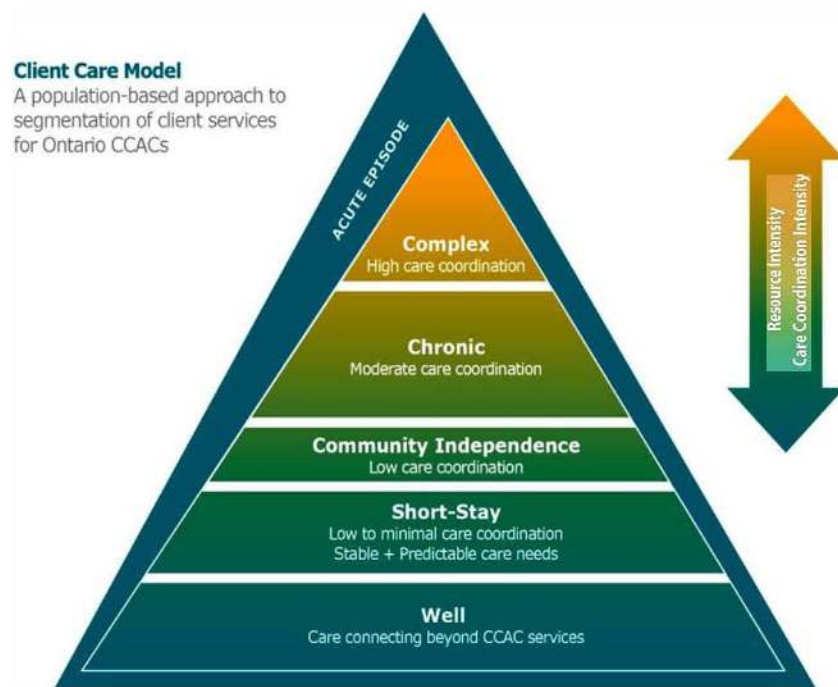 Client Care Model
A population-based approach to
segmentation of client services
for Ontario CCACs
ACUTE EPISODE
Complex
High care coordination
Chronic
Moderate care coordination
Community Independence
Low care coordination
Short-Stay
Low to minimal care coordination
Stable + Predictable care needs
Well
Care connecting beyond CCAC services
Resource Intensity
Care Coordination Intensity